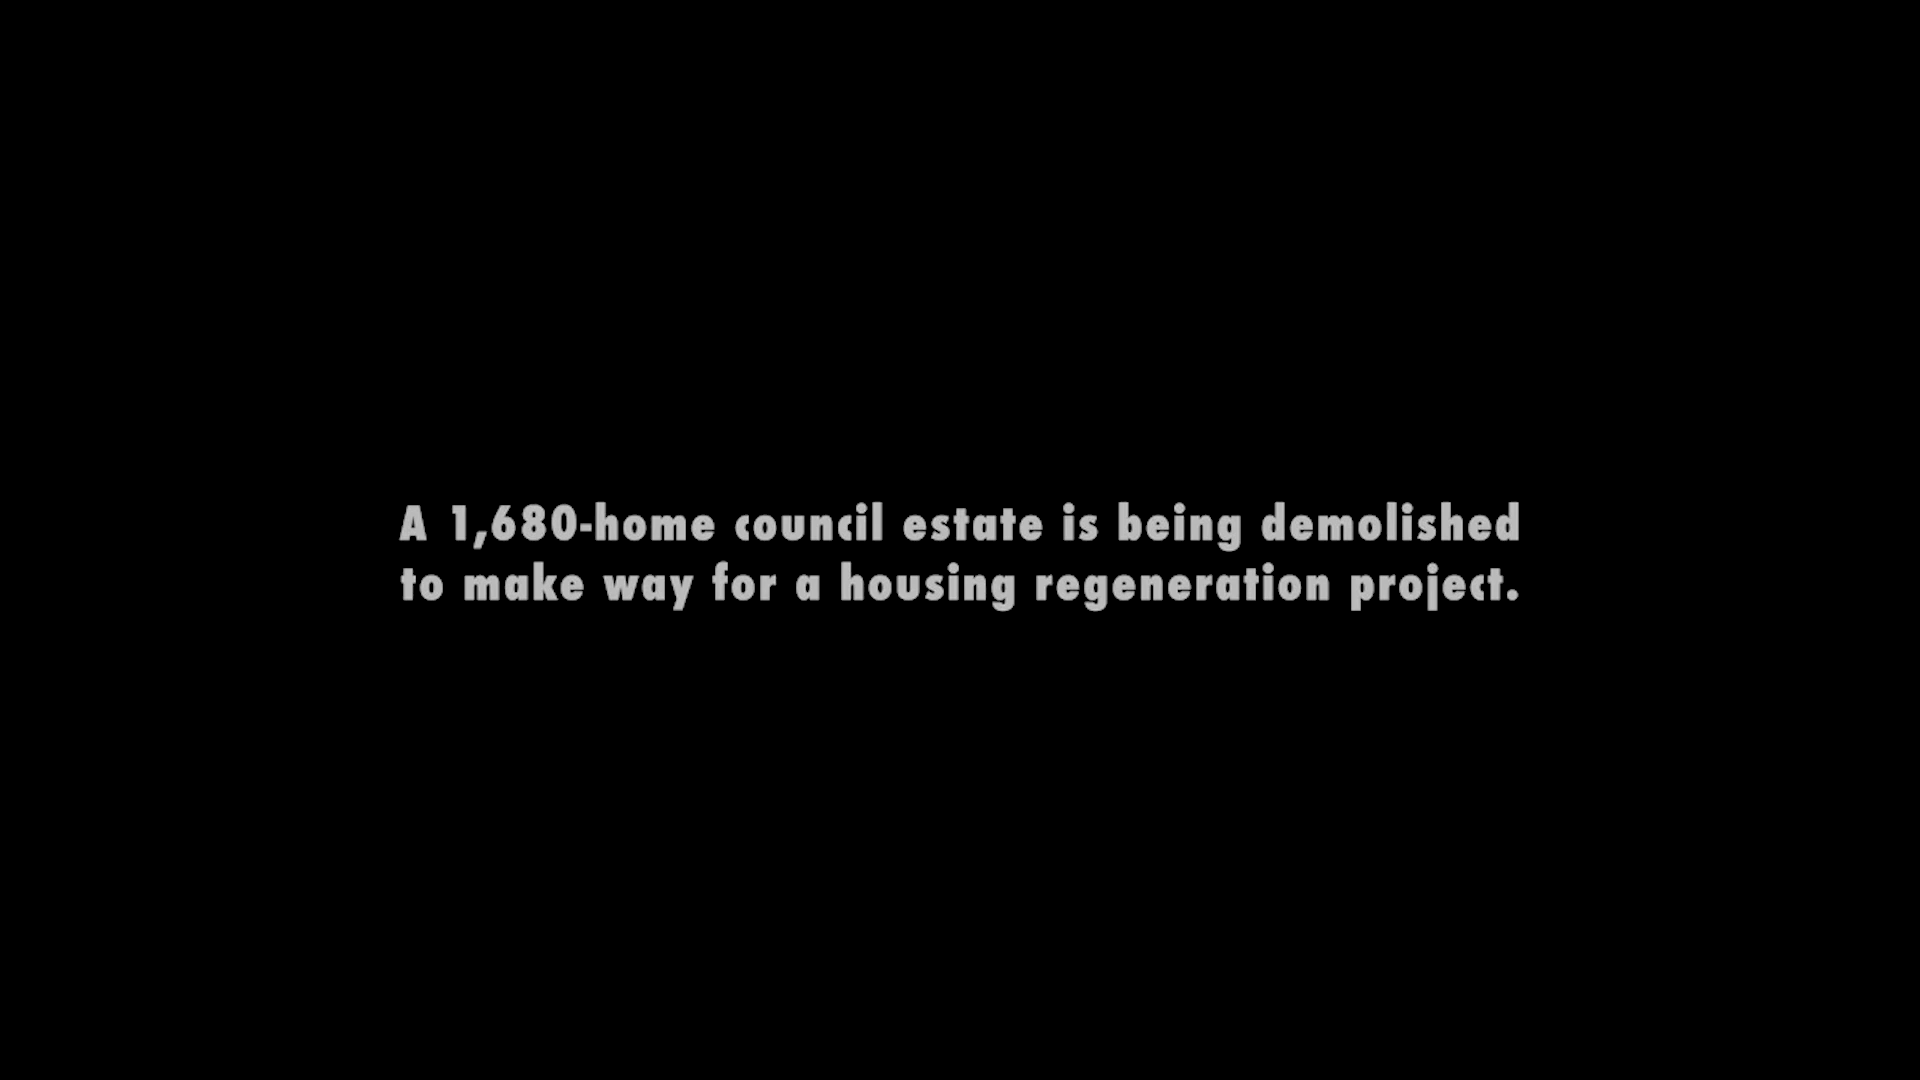 A 1,680-home council estate is being demolished
to make way for a housing regeneration project.